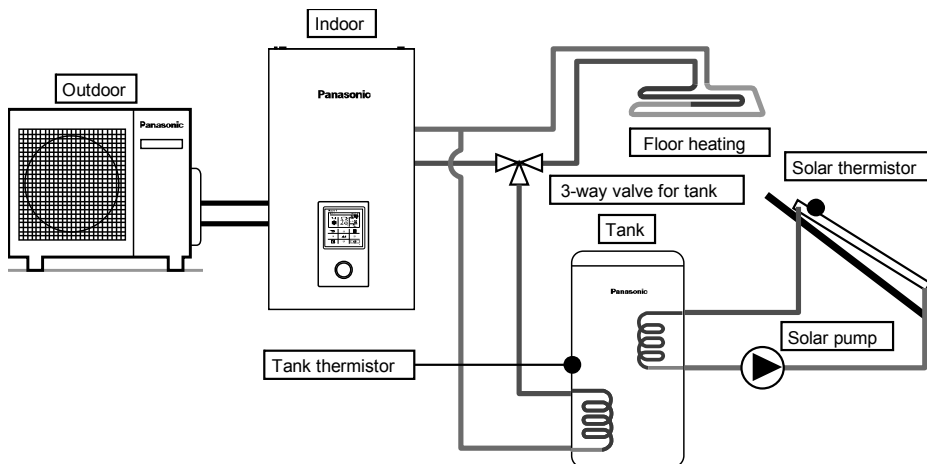 Indoor
Outdoor
Panasonic
Panasonic
Floor heating
Solar thermistor
3-way valve for tank
Tank
Panasonic
Solar pump
Tank thermistor